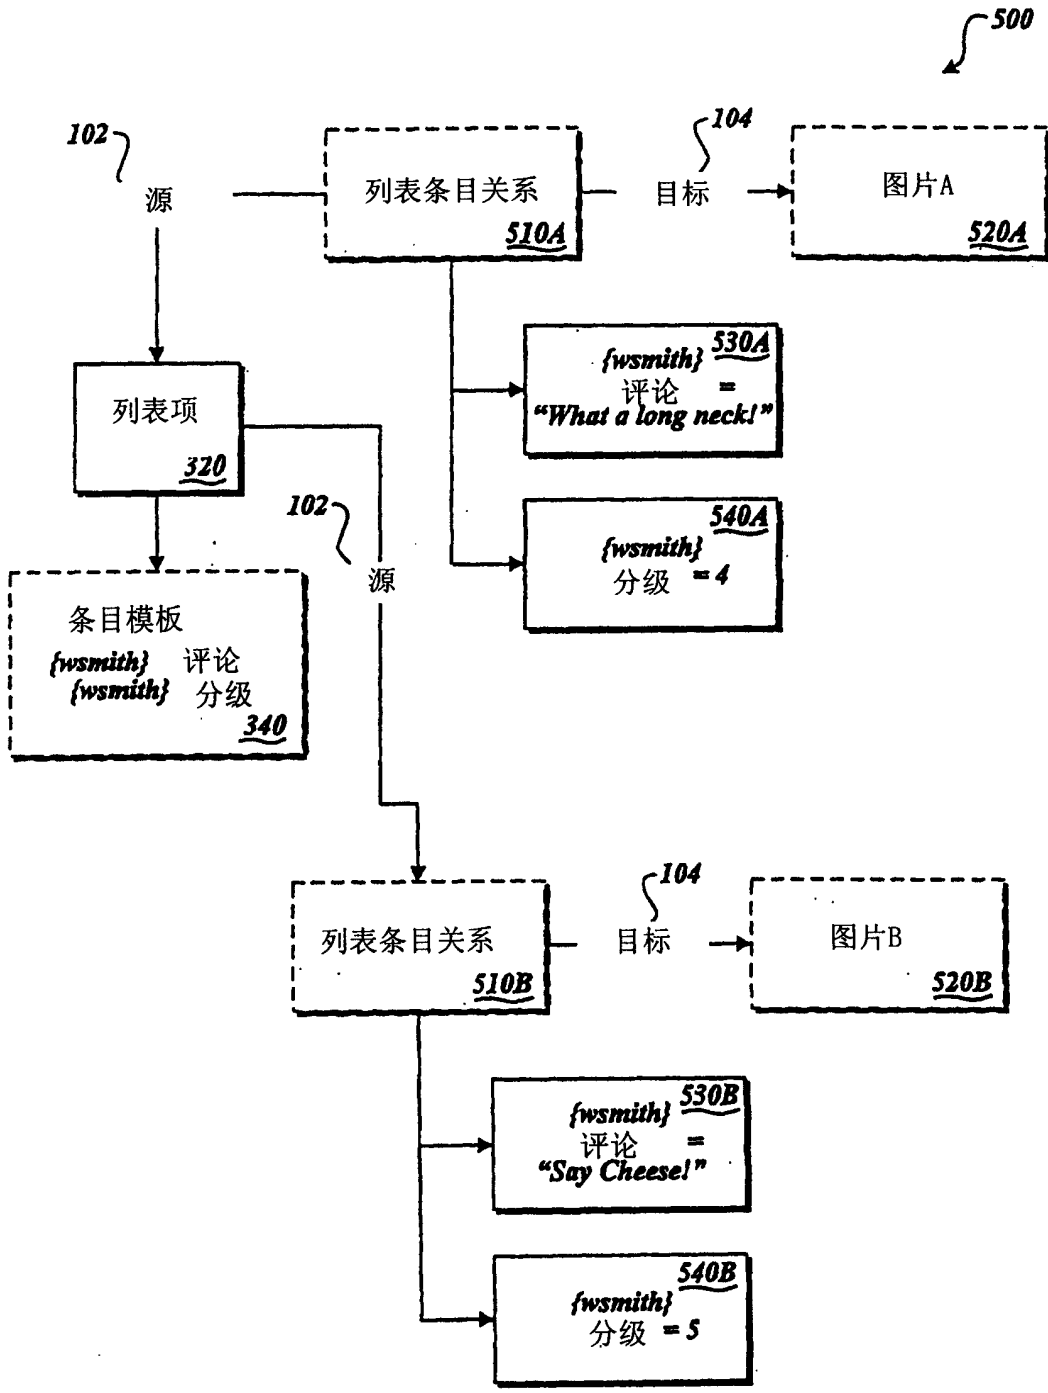 500
102
104
源
列表条目关系
510A
目标
图片A
520A
530A
{wsmith}
评论 =
“What a long neck!”
列表项
320
540A
{wsmith}
分级 = 4
102
源
条目模板
{wsmith} 评论
{wsmith} 分级
340
104
列表条目关系
510B
目标
图片B
520B
530B
{wsmith}
评论 =
“Say Cheese!”
540B
{wsmith}
分级 = 5